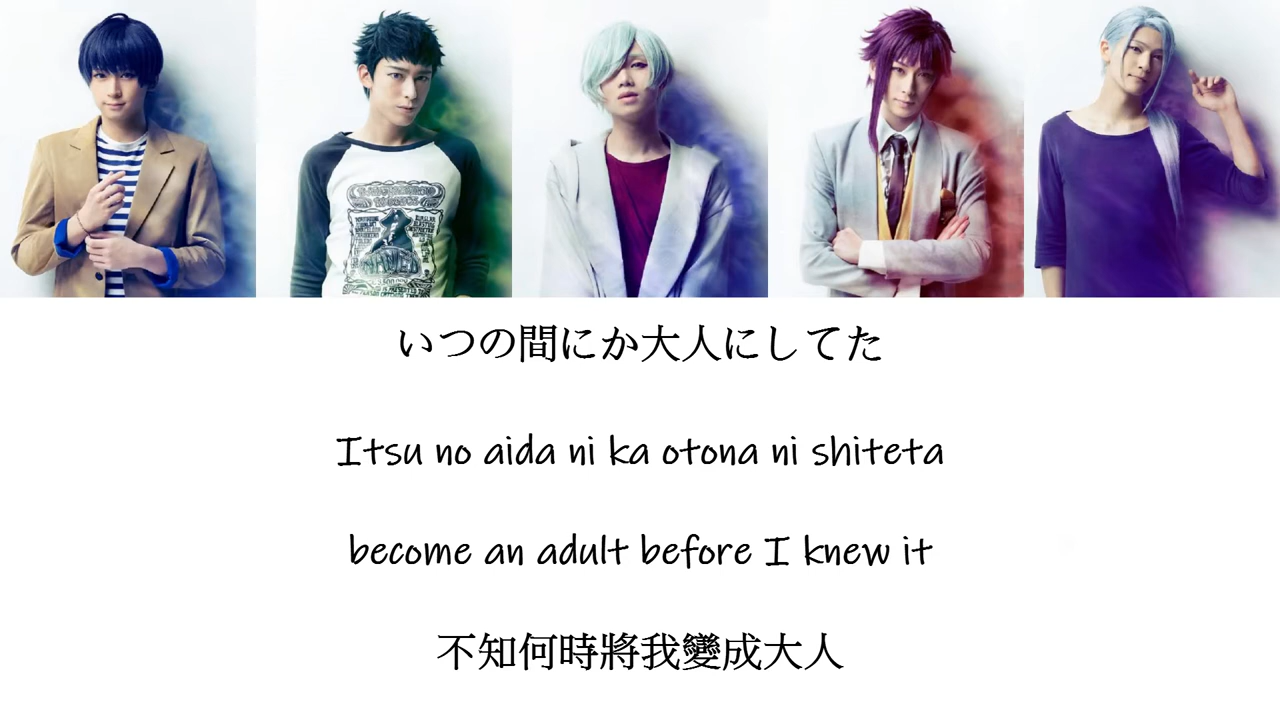 いつの間にか大人にしてた
Itsu no aida ni ka otona ni shiteta
become an adult before I knew it
不知何時將我變成大人